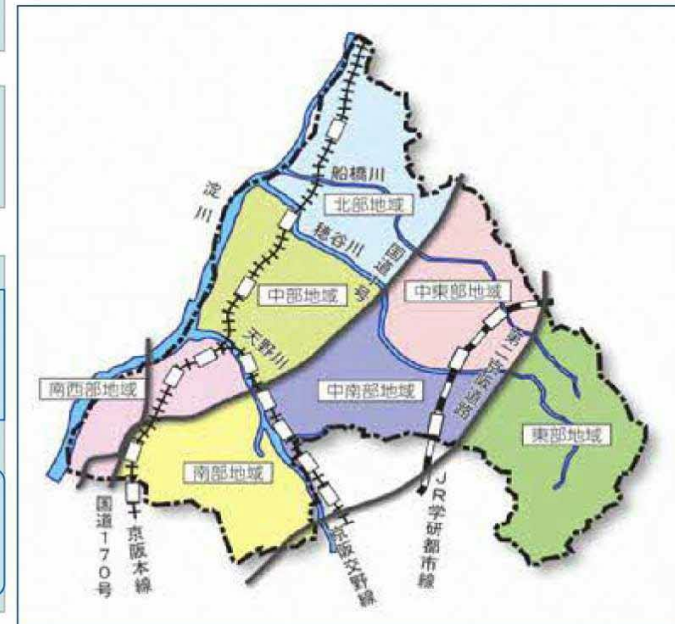 淀川
船橋川
北部地域
穂谷川
国道1号
中部地域
中東部地域
天野川
第二京阪道路
南西部地域
中南部地域
東部地域
南部地域
国道170号
京阪本線
京阪交野線
JR学研都市線